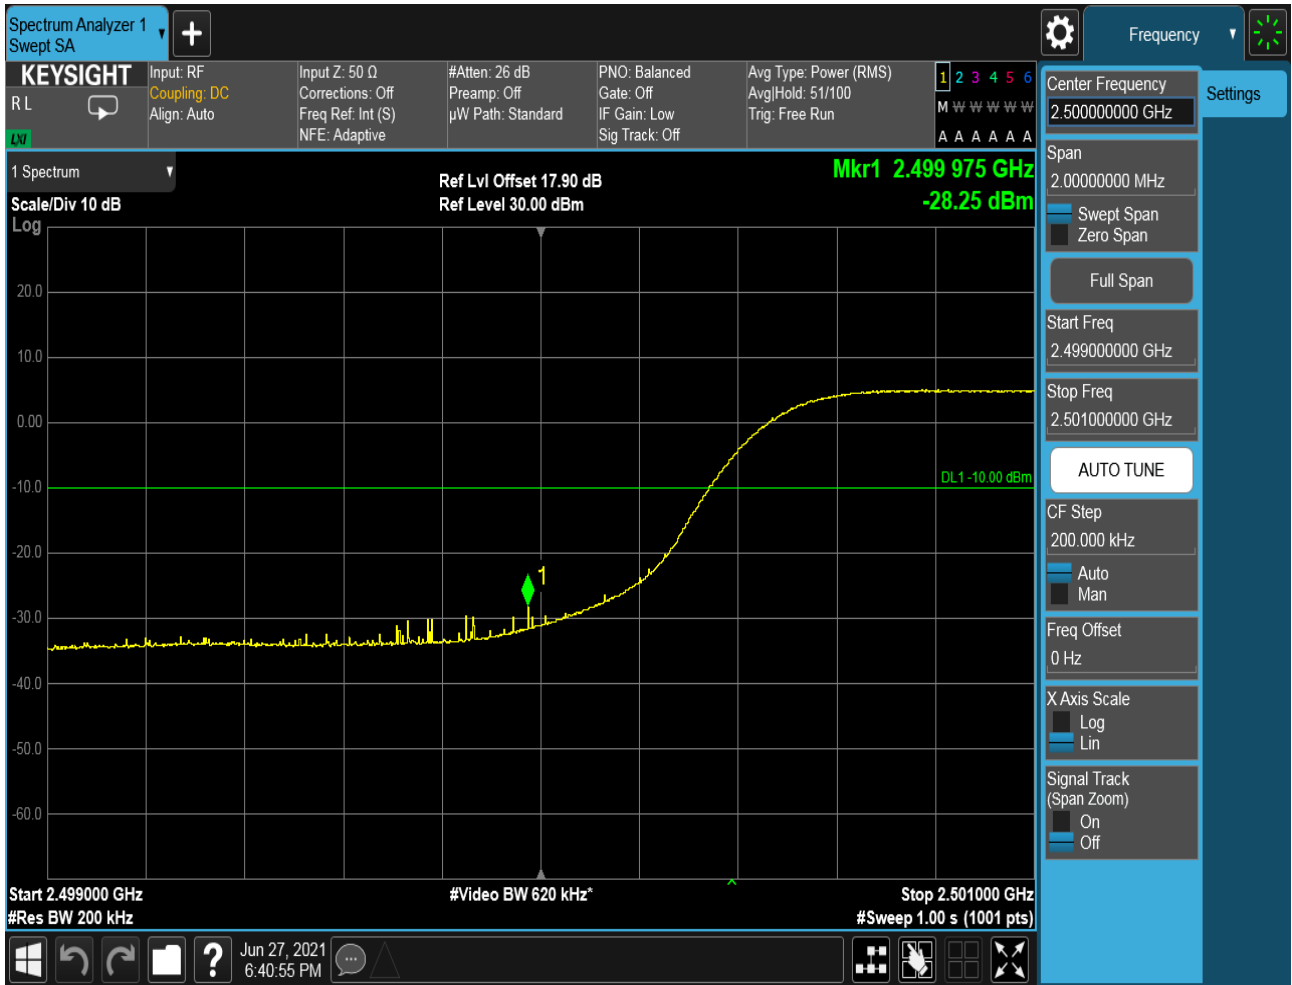 Spectrum Analyzer 1
Swept SA
Frequency
KEYSIGHT
R L
LXI
Input: RF
Coupling: DC
Align: Auto
Input Z: 50 Ω
Corrections: Off
Freq Ref: Int (S)
NFE: Adaptive
#Atten: 26 dB
Preamp: Off
µW Path: Standard
PNO: Balanced
Gate: Off
IF Gain: Low
Sig Track: Off
Avg Type: Power (RMS)
Avg|Hold: 51/100
Trig: Free Run
1 2 3 4 5 6
M W W W W W
A A A A A A
1 Spectrum
Scale/Div 10 dB
Log
Ref Lvl Offset 17.90 dB
Ref Level 30.00 dBm
Mkr1 2.499 975 GHz
-28.25 dBm
20.0
10.0
0.00
-10.0
-20.0
-30.0
-40.0
-50.0
-60.0
DL1 -10.00 dBm
1
Start 2.499000 GHz
#Res BW 200 kHz
#Video BW 620 kHz*
Stop 2.501000 GHz
#Sweep 1.00 s (1001 pts)
Center Frequency
2.500000000 GHz
Settings
Span
2.00000000 MHz
Swept Span
Zero Span
Full Span
Start Freq
2.499000000 GHz
Stop Freq
2.501000000 GHz
AUTO TUNE
CF Step
200.000 kHz
Auto
Man
Freq Offset
0 Hz
X Axis Scale
Log
Lin
Signal Track
(Span Zoom)
On
Off
?
Jun 27, 2021
6:40:55 PM